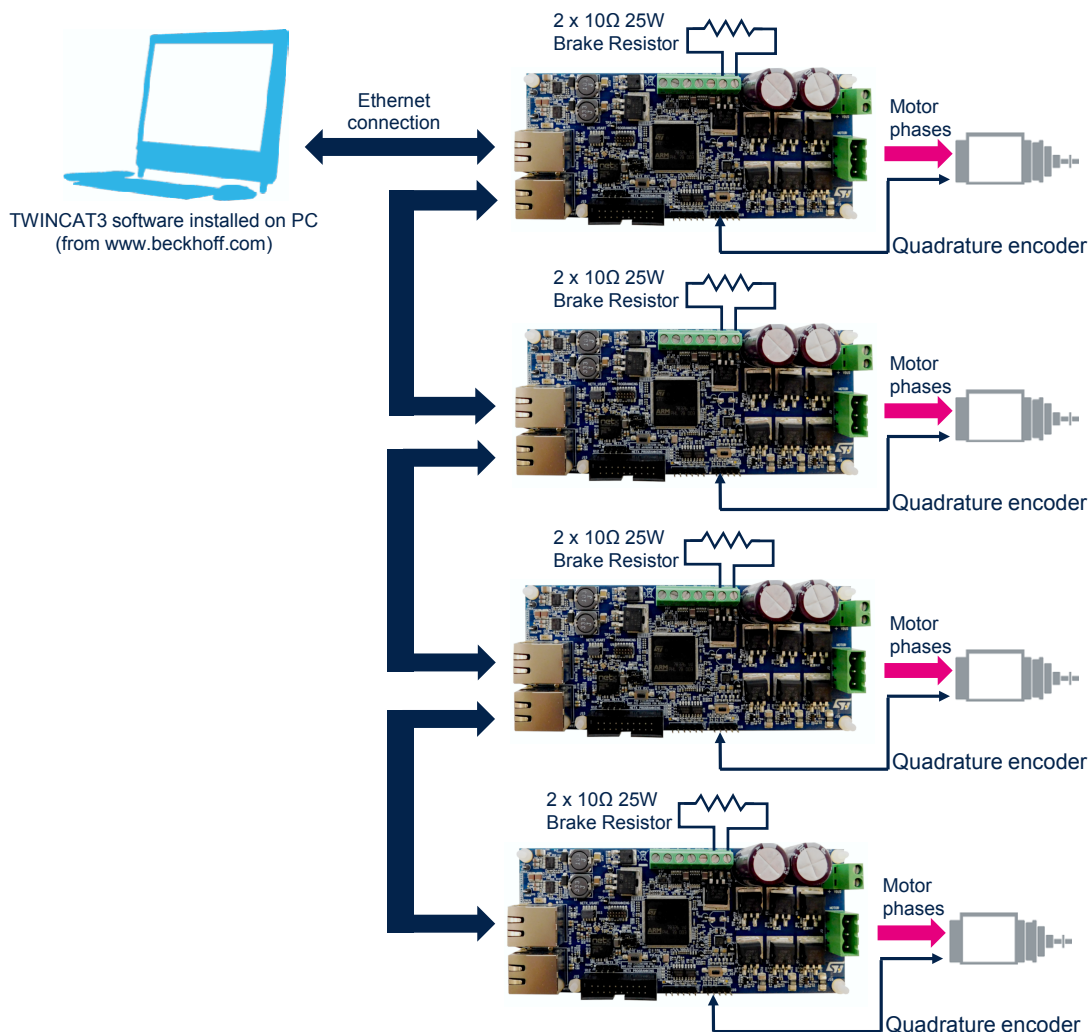 2 x 10Ω 25W
Brake Resistor
Ethernet
connection
Motor
phases
TWINCAT3 software installed on PC
(from www.beckhoff.com)
Quadrature encoder
2 x 10Ω 25W
Brake Resistor
Motor
phases
Quadrature encoder
2 x 10Ω 25W
Brake Resistor
Motor
phases
Quadrature encoder
2 x 10Ω 25W
Brake Resistor
Motor
phases
Quadrature encoder